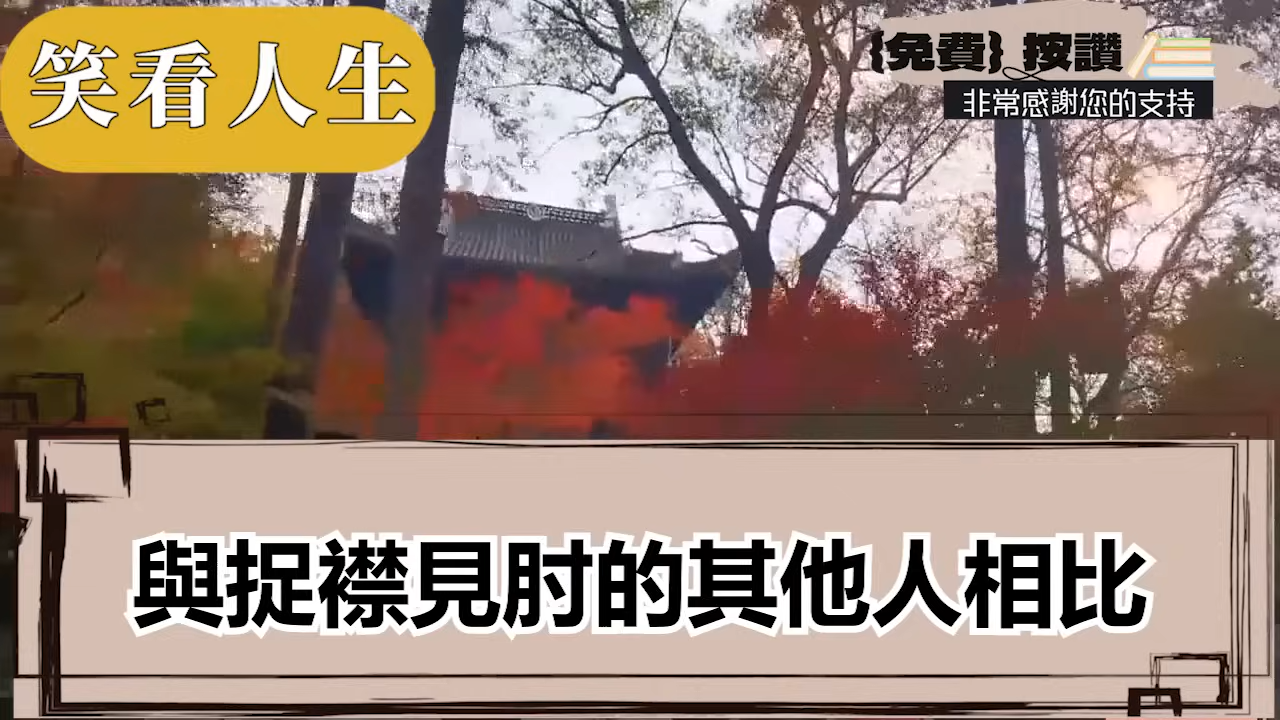 笑看人生
{免費} 按讚
非常感謝您的支持
與捉襟見肘的其他人相比